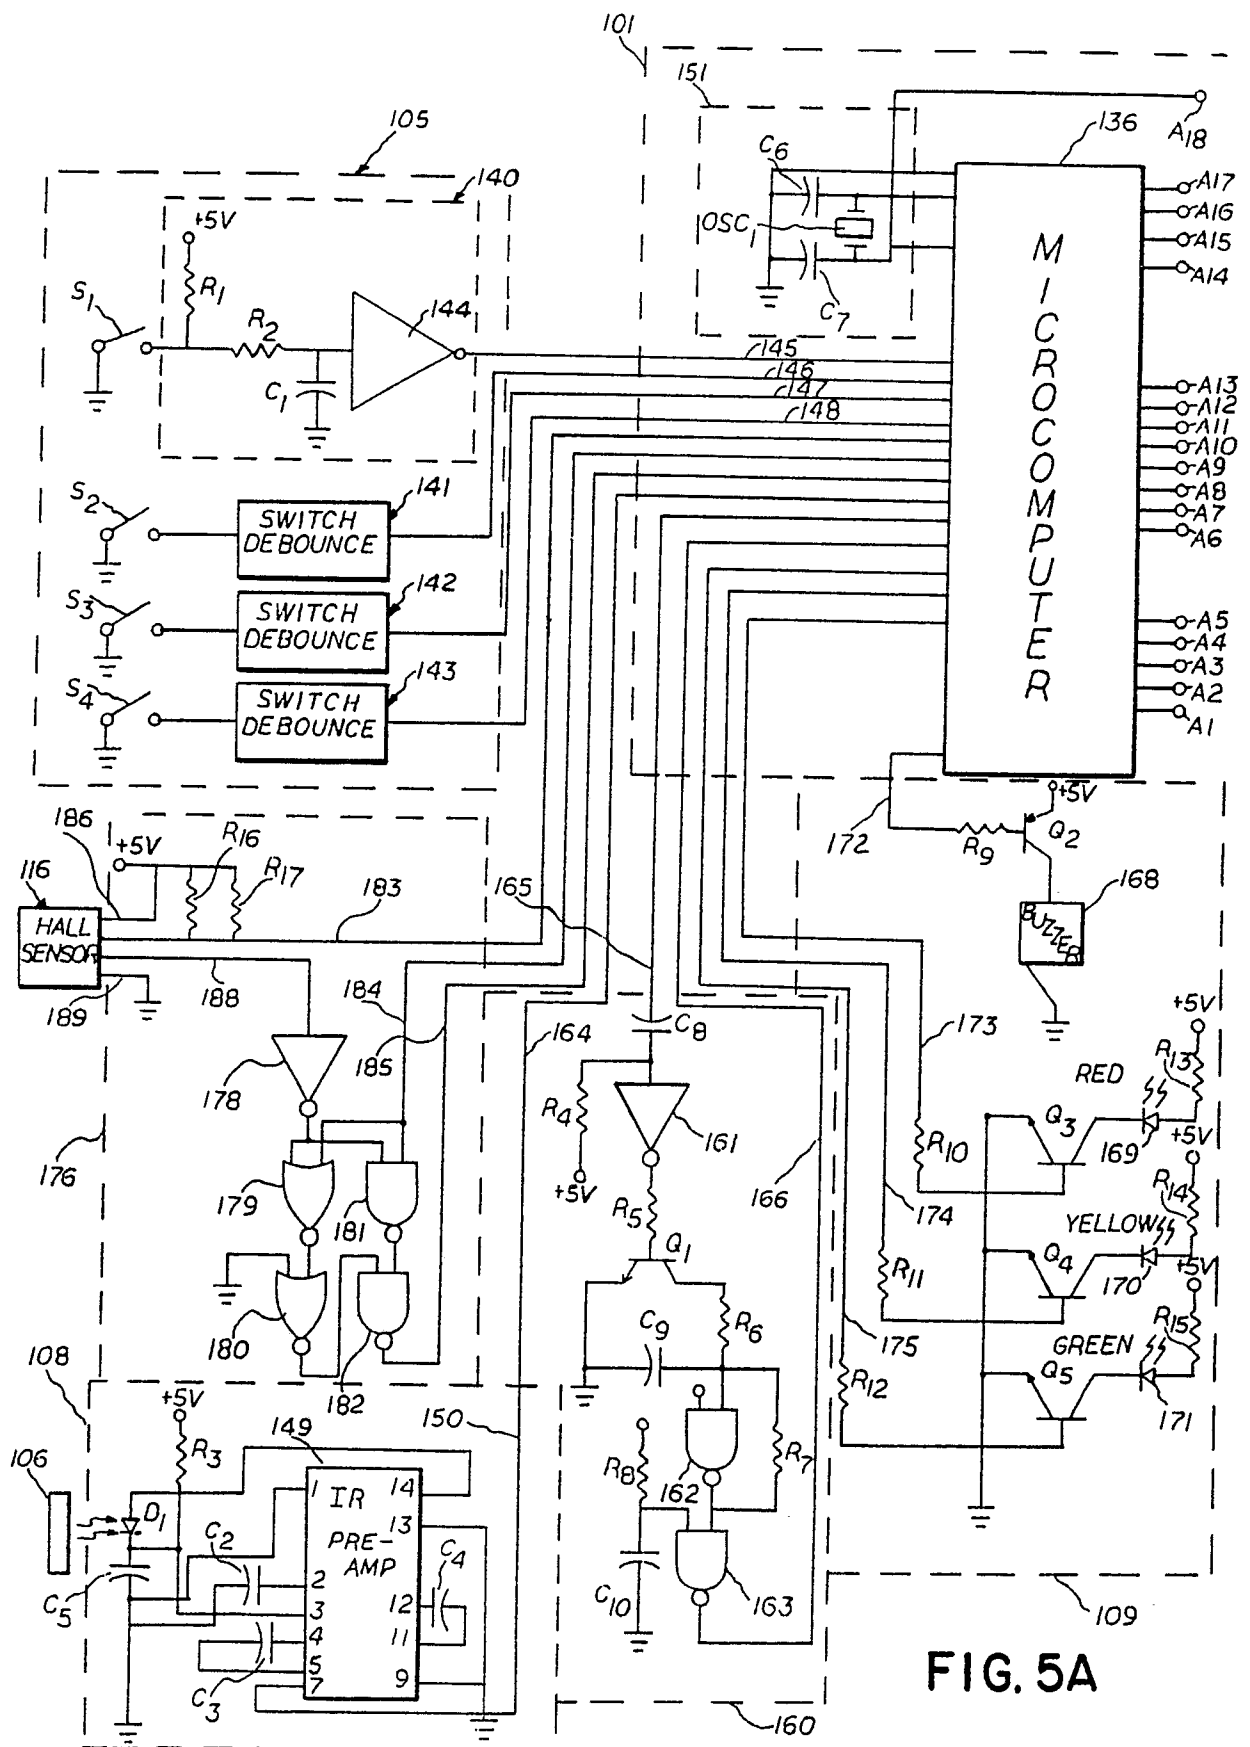 101
151
105
136
A18
C6
140
A17
+5V
OSC1
A16
A15
A14
S1
R1
R2
144
C7
C1
145
146
147
148
MICROCOMPUTER
A13
A12
A11
A10
A9
A8
A7
A6
S2
SWITCH
DEBOUNCE
141
S3
SWITCH
DEBOUNCE
142
S4
SWITCH
DEBOUNCE
143
A5
A4
A3
A2
A1
186
+5V
R16
R17
172
R9
+5V
Q2
116
HALL
SENSOR
183
165
168
BUZZER
188
189
184
185
164
C8
173
+5V
178
R4
161
RED
R13
Q3
169
+5V
176
179
181
+5V
R5
166
R10
174
R14
YELLOW
Q1
Q4
170
+5V
R11
180
182
C9
R6
175
R15
GREEN
Q5
171
R12
108
+5V
150
149
R3
R8
162
R7
106
D1
1
IR
PRE-
AMP
14
13
C2
C4
C5
2
3
4
5
7
12
11
9
C3
C10
163
109
160
FIG. 5A